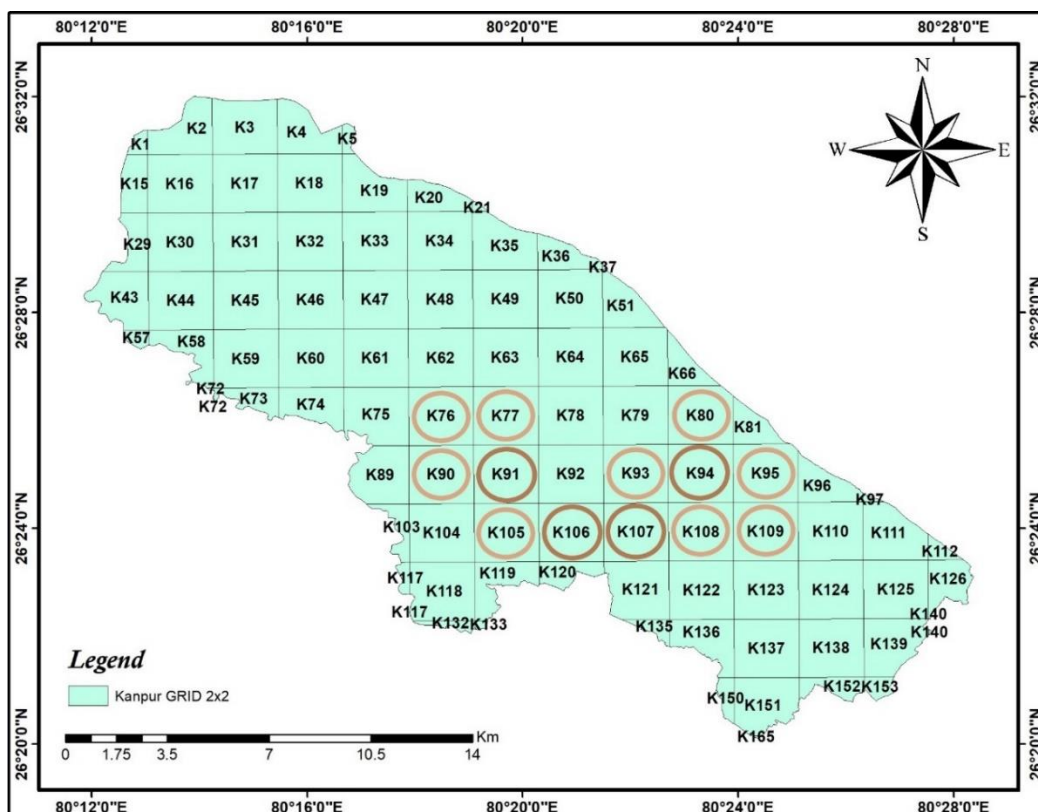 80°12'0"E 80°16'0"E 80°20'0"E 80°24'0"E 80°28'0"E
26°32'0"N 26°32'0"N
N
W E
S
K1 K2 K3 K4 K5
K15 K16 K17 K18 K19 K20 K21
K29 K30 K31 K32 K33 K34 K35 K36 K37
K43 K44 K45 K46 K47 K48 K49 K50 K51
26°28'0"N 26°28'0"N
K57 K58 K59 K60 K61 K62 K63 K64 K65 K66
K72 K73 K74 K75 K76 K77 K78 K79 K80 K81
K72
K89 K90 K91 K92 K93 K94 K95 K96 K97
26°24'0"N 26°24'0"N
K103 K104 K105 K106 K107 K108 K109 K110 K111 K112
K117 K118 K119 K120 K121 K122 K123 K124 K125 K126
K117 K132 K133 K135 K136 K137 K138 K139 K140
K140
K150 K151 K152 K153
K165
Legend
Kanpur GRID 2x2
Km
0 1.75 3.5 7 10.5 14
26°20'0"N 26°20'0"N
80°12'0"E 80°16'0"E 80°20'0"E 80°24'0"E 80°28'0"E